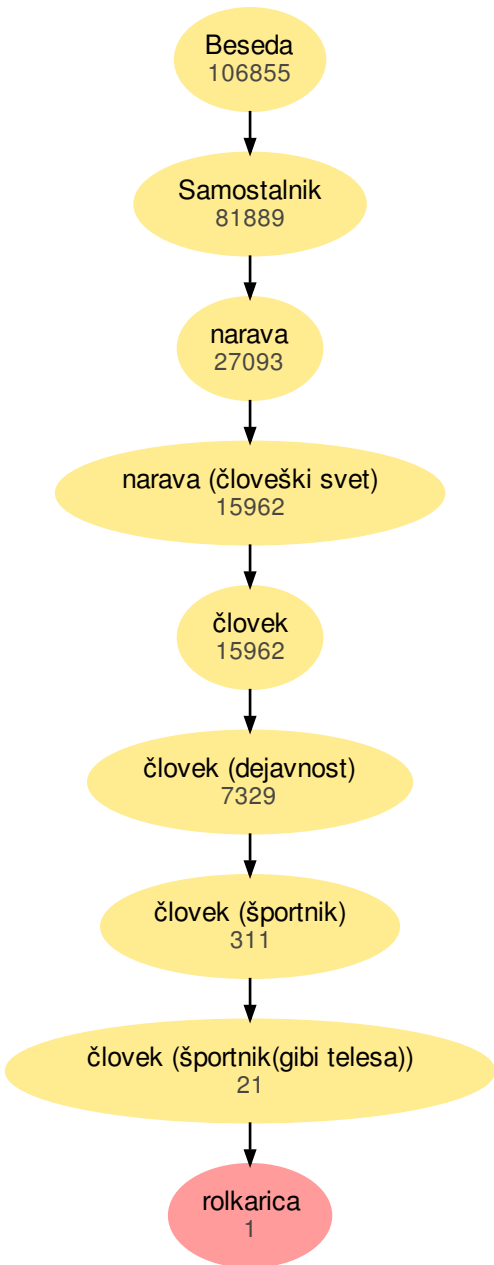 Beseda
106855
Samostalnik
81889
narava
27093
narava (človeški svet)
15962
človek
15962
človek (dejavnost)
7329
človek (športnik)
311
človek (športnik(gibi telesa))
21
rolkarica
1